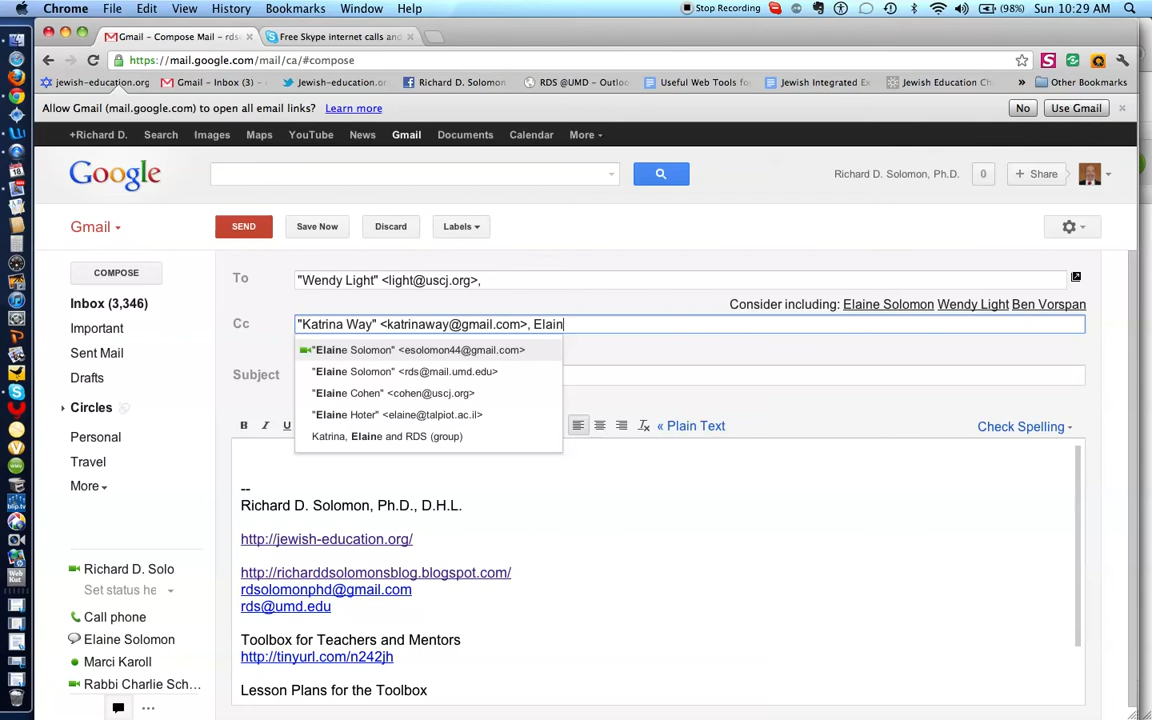 Chrome File Edit View History Bookmarks Window Help Stop Recording (98%) Sun 10:29 AM
Gmail - Compose Mail - rds × Free Skype internet calls and ×
https://mail.google.com/mail/ca/#compose
jewish-education.org Gmail - Inbox (3) - Jewish-education.org Richard D. Solomon RDS @UMD - Outloo Useful Web Tools fo Jewish Integrated Ex Jewish Education Ch » Other Bookmarks
Allow Gmail (mail.google.com) to open all email links? Learn more No Use Gmail ×
+Richard D. Search Images Maps YouTube News Gmail Documents Calendar More
Google Richard D. Solomon, Ph.D. 0 + Share
Gmail SEND Save Now Discard Labels
COMPOSE
To "Wendy Light" <light@uscj.org>,
Consider including: Elaine Solomon Wendy Light Ben Vorspan
Cc "Katrina Way" <katrinaway@gmail.com>, Elain
"Elaine Solomon" <esolomon44@gmail.com>
"Elaine Solomon" <rds@mail.umd.edu>
"Elaine Cohen" <cohen@uscj.org>
"Elaine Hoter" <elaine@talpiot.ac.il>
Katrina, Elaine and RDS (group)
Subject
B I U « Plain Text Check Spelling
Inbox (3,346)
Important
Sent Mail
Drafts
Circles
Personal
Travel
More
--
Richard D. Solomon, Ph.D., D.H.L.
http://jewish-education.org/
http://richarddsolomonsblog.blogspot.com/
rdsolomonphd@gmail.com
rds@umd.edu
Toolbox for Teachers and Mentors
http://tinyurl.com/n242jh
Lesson Plans for the Toolbox
Richard D. Solo
Set status he
Call phone
Elaine Solomon
Marci Karoll
Rabbi Charlie Sch...